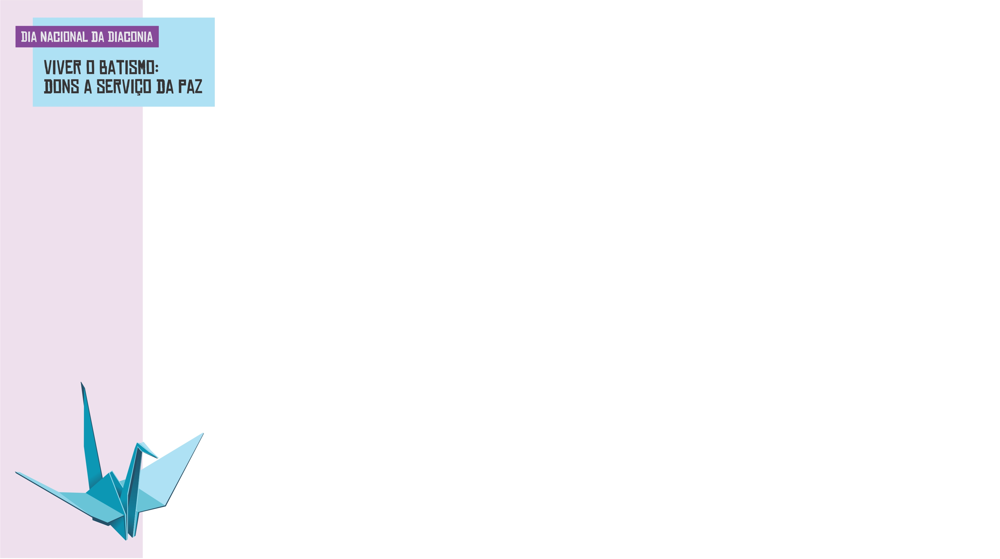 DIA NACIONAL DA DIACONIA
VIVER O BATISMO:
DONS A SERVIÇO DA PAZ